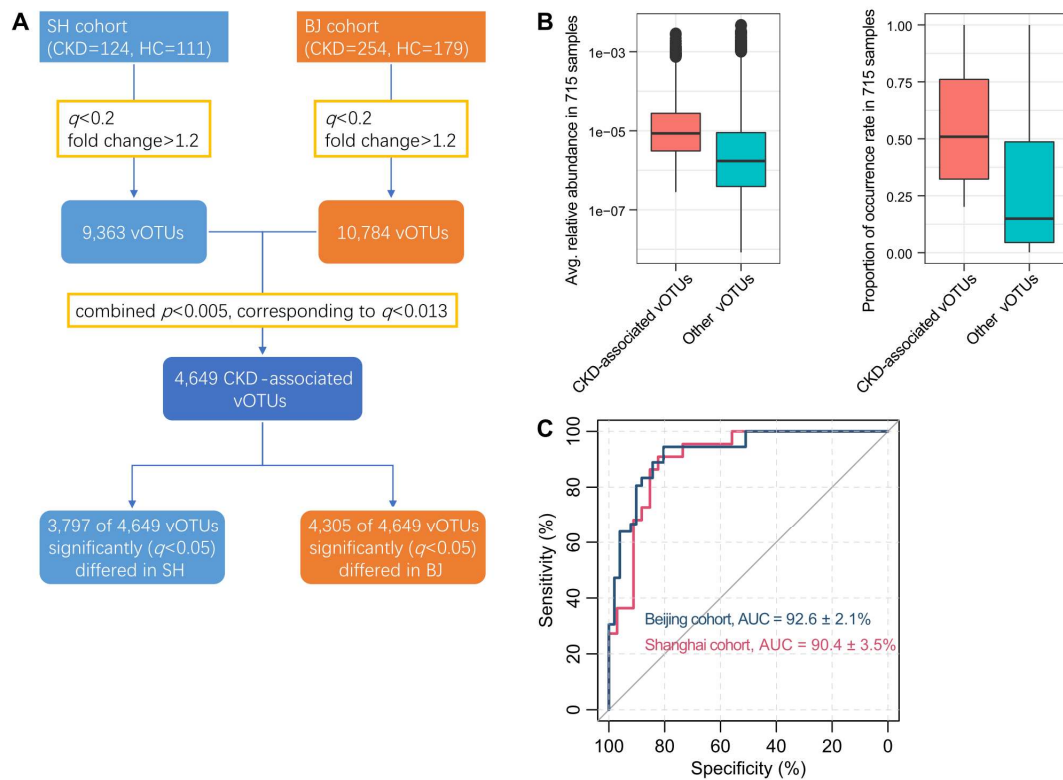 A
SH cohort
(CKD=124, HC=111)
BJ cohort
(CKD=254, HC=179)
q<0.2
fold change>1.2
q<0.2
fold change>1.2
9,363 vOTUs
10,784 vOTUs
combined p<0.005, corresponding to q<0.013
4,649 CKD-associated
vOTUs
3,797 of 4,649 vOTUs
significantly (q<0.05)
differed in SH
4,305 of 4,649 vOTUs
significantly (q<0.05)
differed in BJ
B
Avg. relative abundance in 715 samples
1e−03
1e−05
1e−07
CKD-associated vOTUs
Other vOTUs
Proportion of occurrence rate in 715 samples
1.00
0.75
0.50
0.25
0.00
CKD-associated vOTUs
Other vOTUs
C
Sensitivity (%)
100
80
60
40
20
0
Beijing cohort, AUC = 92.6 ± 2.1%
Shanghai cohort, AUC = 90.4 ± 3.5%
100 80 60 40 20 0
Specificity (%)